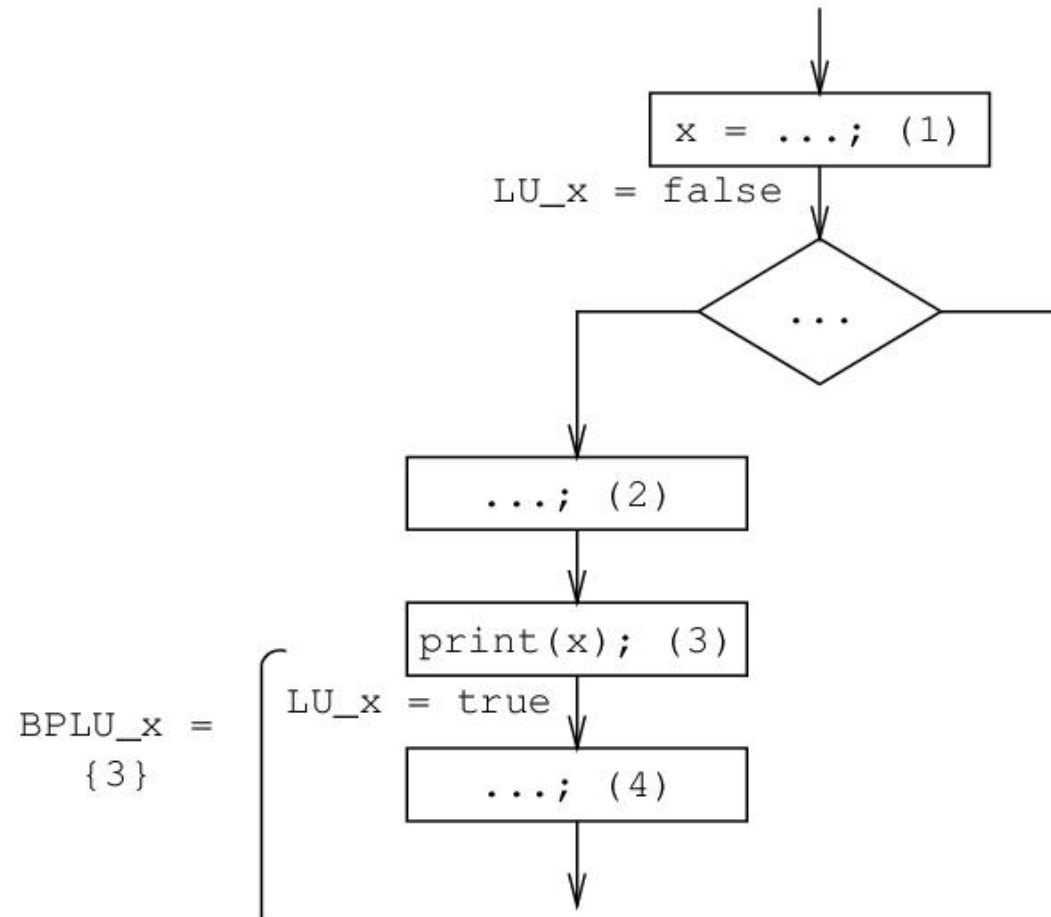 x = ...; (1)
LU_x = false
...
...; (2)
print(x); (3)
LU_x = true
BPLU_x =
{3}
...; (4)